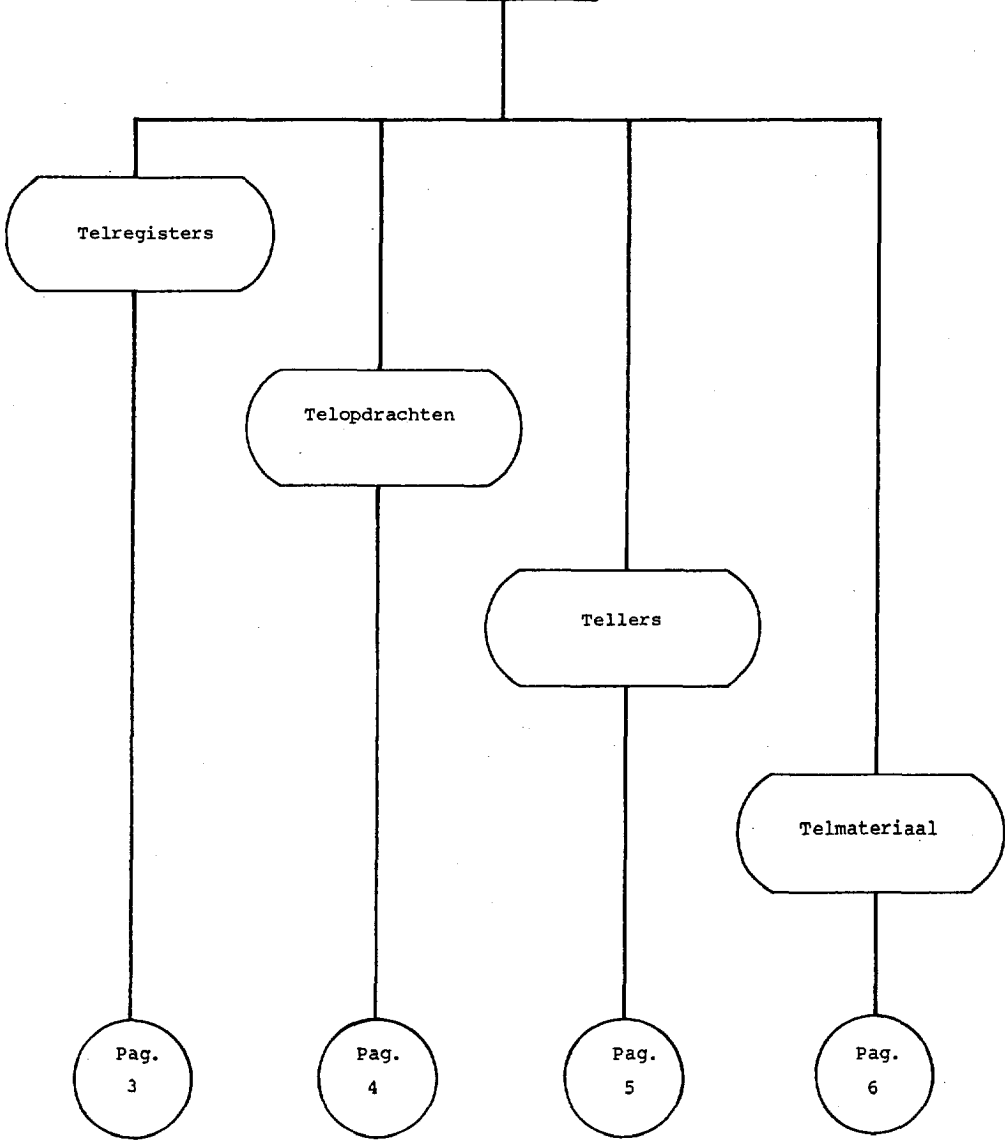 Telregisters
Telopdrachten
Tellers
Telmateriaal
Pag.
3
Pag.
4
Pag.
5
Pag.
6